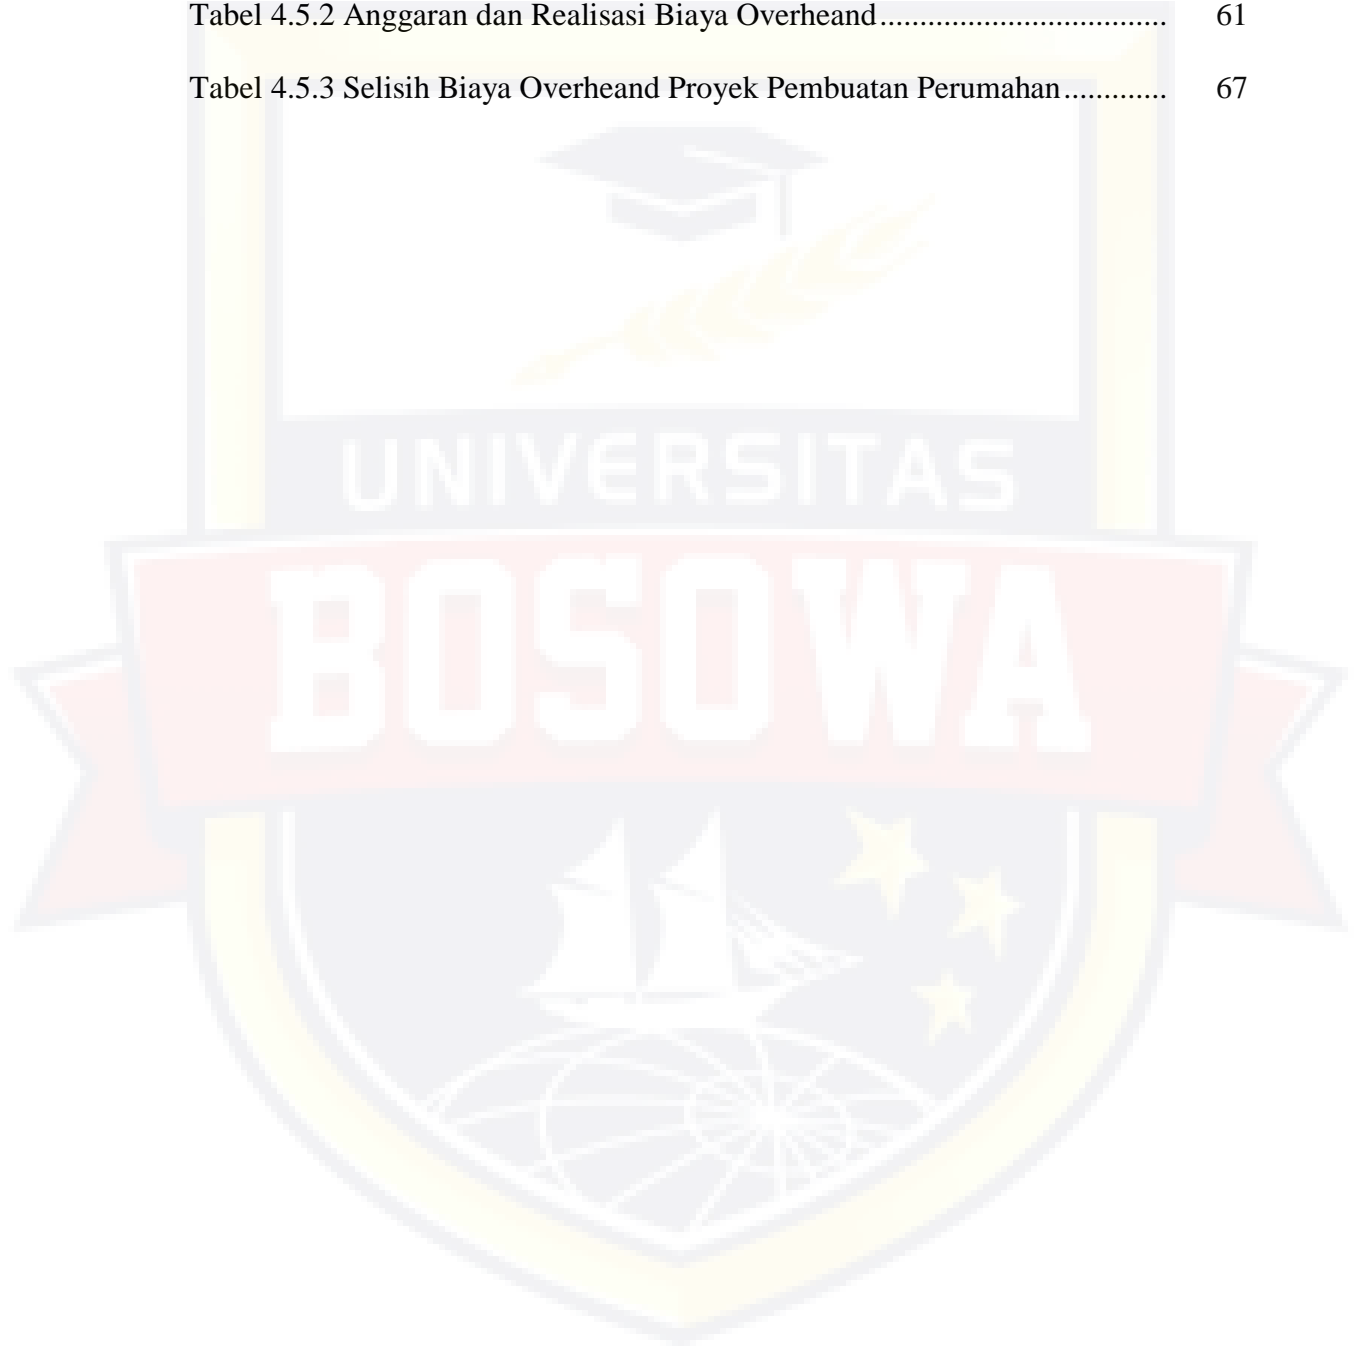 Tabel 4.5.2 Anggaran dan Realisasi Biaya Overheand................................... 61
Tabel 4.5.3 Selisih Biaya Overheand Proyek Pembuatan Perumahan............. 67
UNIVERSITAS
BOSOWA